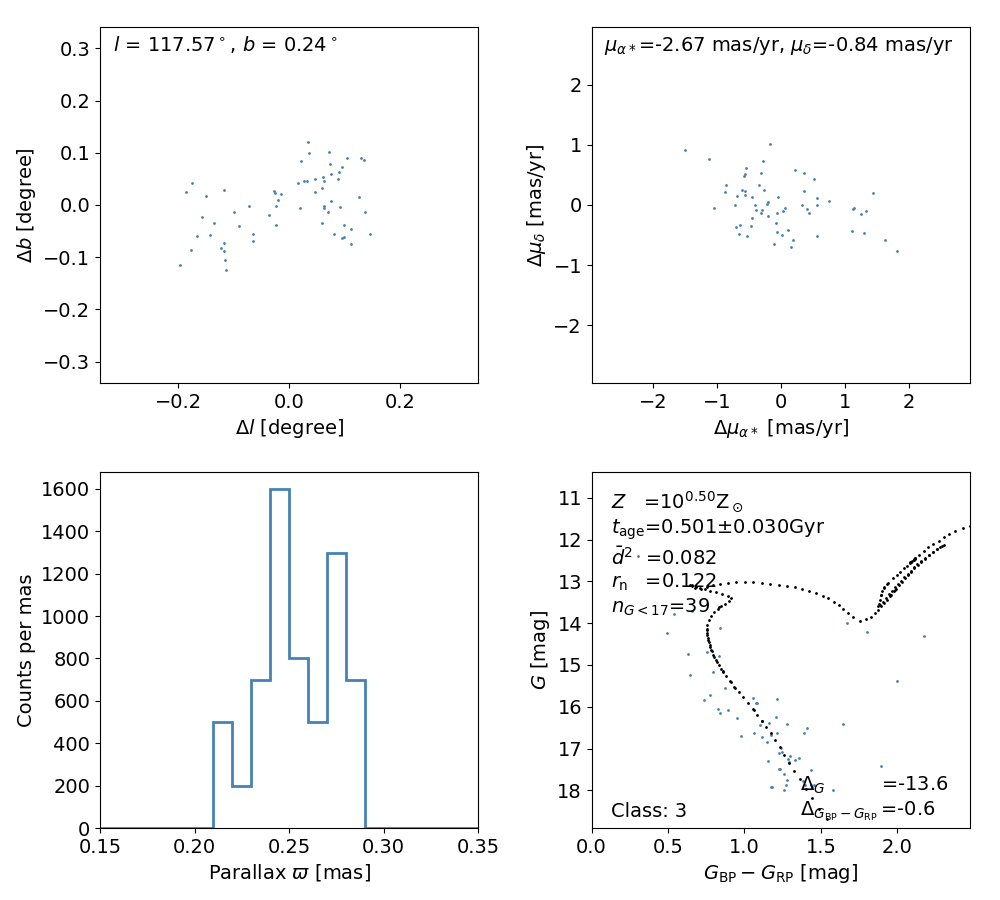 l = 117.57°, b = 0.24°
0.3
0.2
0.1
0.0
−0.1
−0.2
−0.3
−0.2
0.0
0.2
Δb [degree]
Δl [degree]
μα*=-2.67 mas/yr, μδ=-0.84 mas/yr
2
1
0
−1
−2
−2
−1
0
1
2
Δμδ [mas/yr]
Δμα* [mas/yr]
1600
1400
1200
1000
800
600
400
200
0
0.15
0.20
0.25
0.30
0.35
Counts per mas
Parallax ϖ [mas]
Z =10^0.50 Z⊙
t_age=0.501±0.030Gyr
d̄² =0.082
r_n =0.122
n_G<17=39
Δ_G =-13.6
Δ_GBP−GRP =-0.6
Class: 3
11
12
13
14
15
16
17
18
0.0
0.5
1.0
1.5
2.0
G [mag]
G_BP − G_RP [mag]